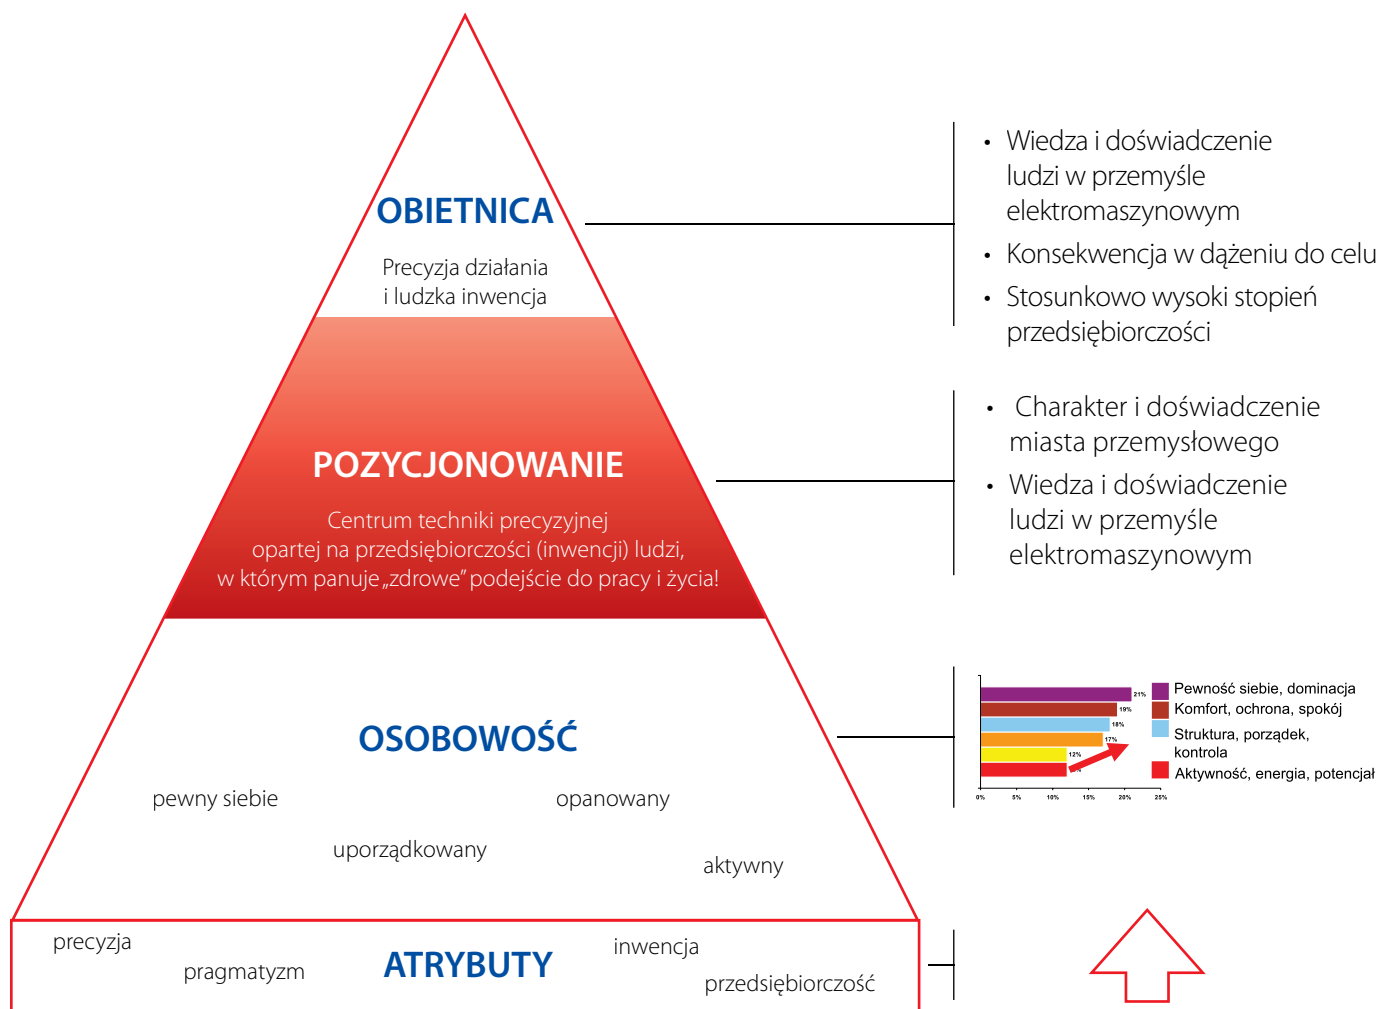 OBIETNICA
Precyzja działania
i ludzka inwencja
• Wiedza i doświadczenie
ludzi w przemyśle
elektromaszynowym
• Konsekwencja w dążeniu do celu
• Stosunkowo wysoki stopień
przedsiębiorczości
POZYCJONOWANIE
Centrum techniki precyzyjnej
opartej na przedsiębiorczości (inwencji) ludzi,
w którym panuje „zdrowe” podejście do pracy i życia!
• Charakter i doświadczenie
miasta przemysłowego
• Wiedza i doświadczenie
ludzi w przemyśle
elektromaszynowym
OSOBOWOŚĆ
pewny siebie
opanowany
uporządkowany
aktywny
21%
19%
18%
17%
12%
0% 5% 10% 15% 20% 25%
Pewność siebie, dominacja
Komfort, ochrona, spokój
Struktura, porządek,
kontrola
Aktywność, energia, potencjał
precyzja
pragmatyzm
ATRYBUTY
inwencja
przedsiębiorczość